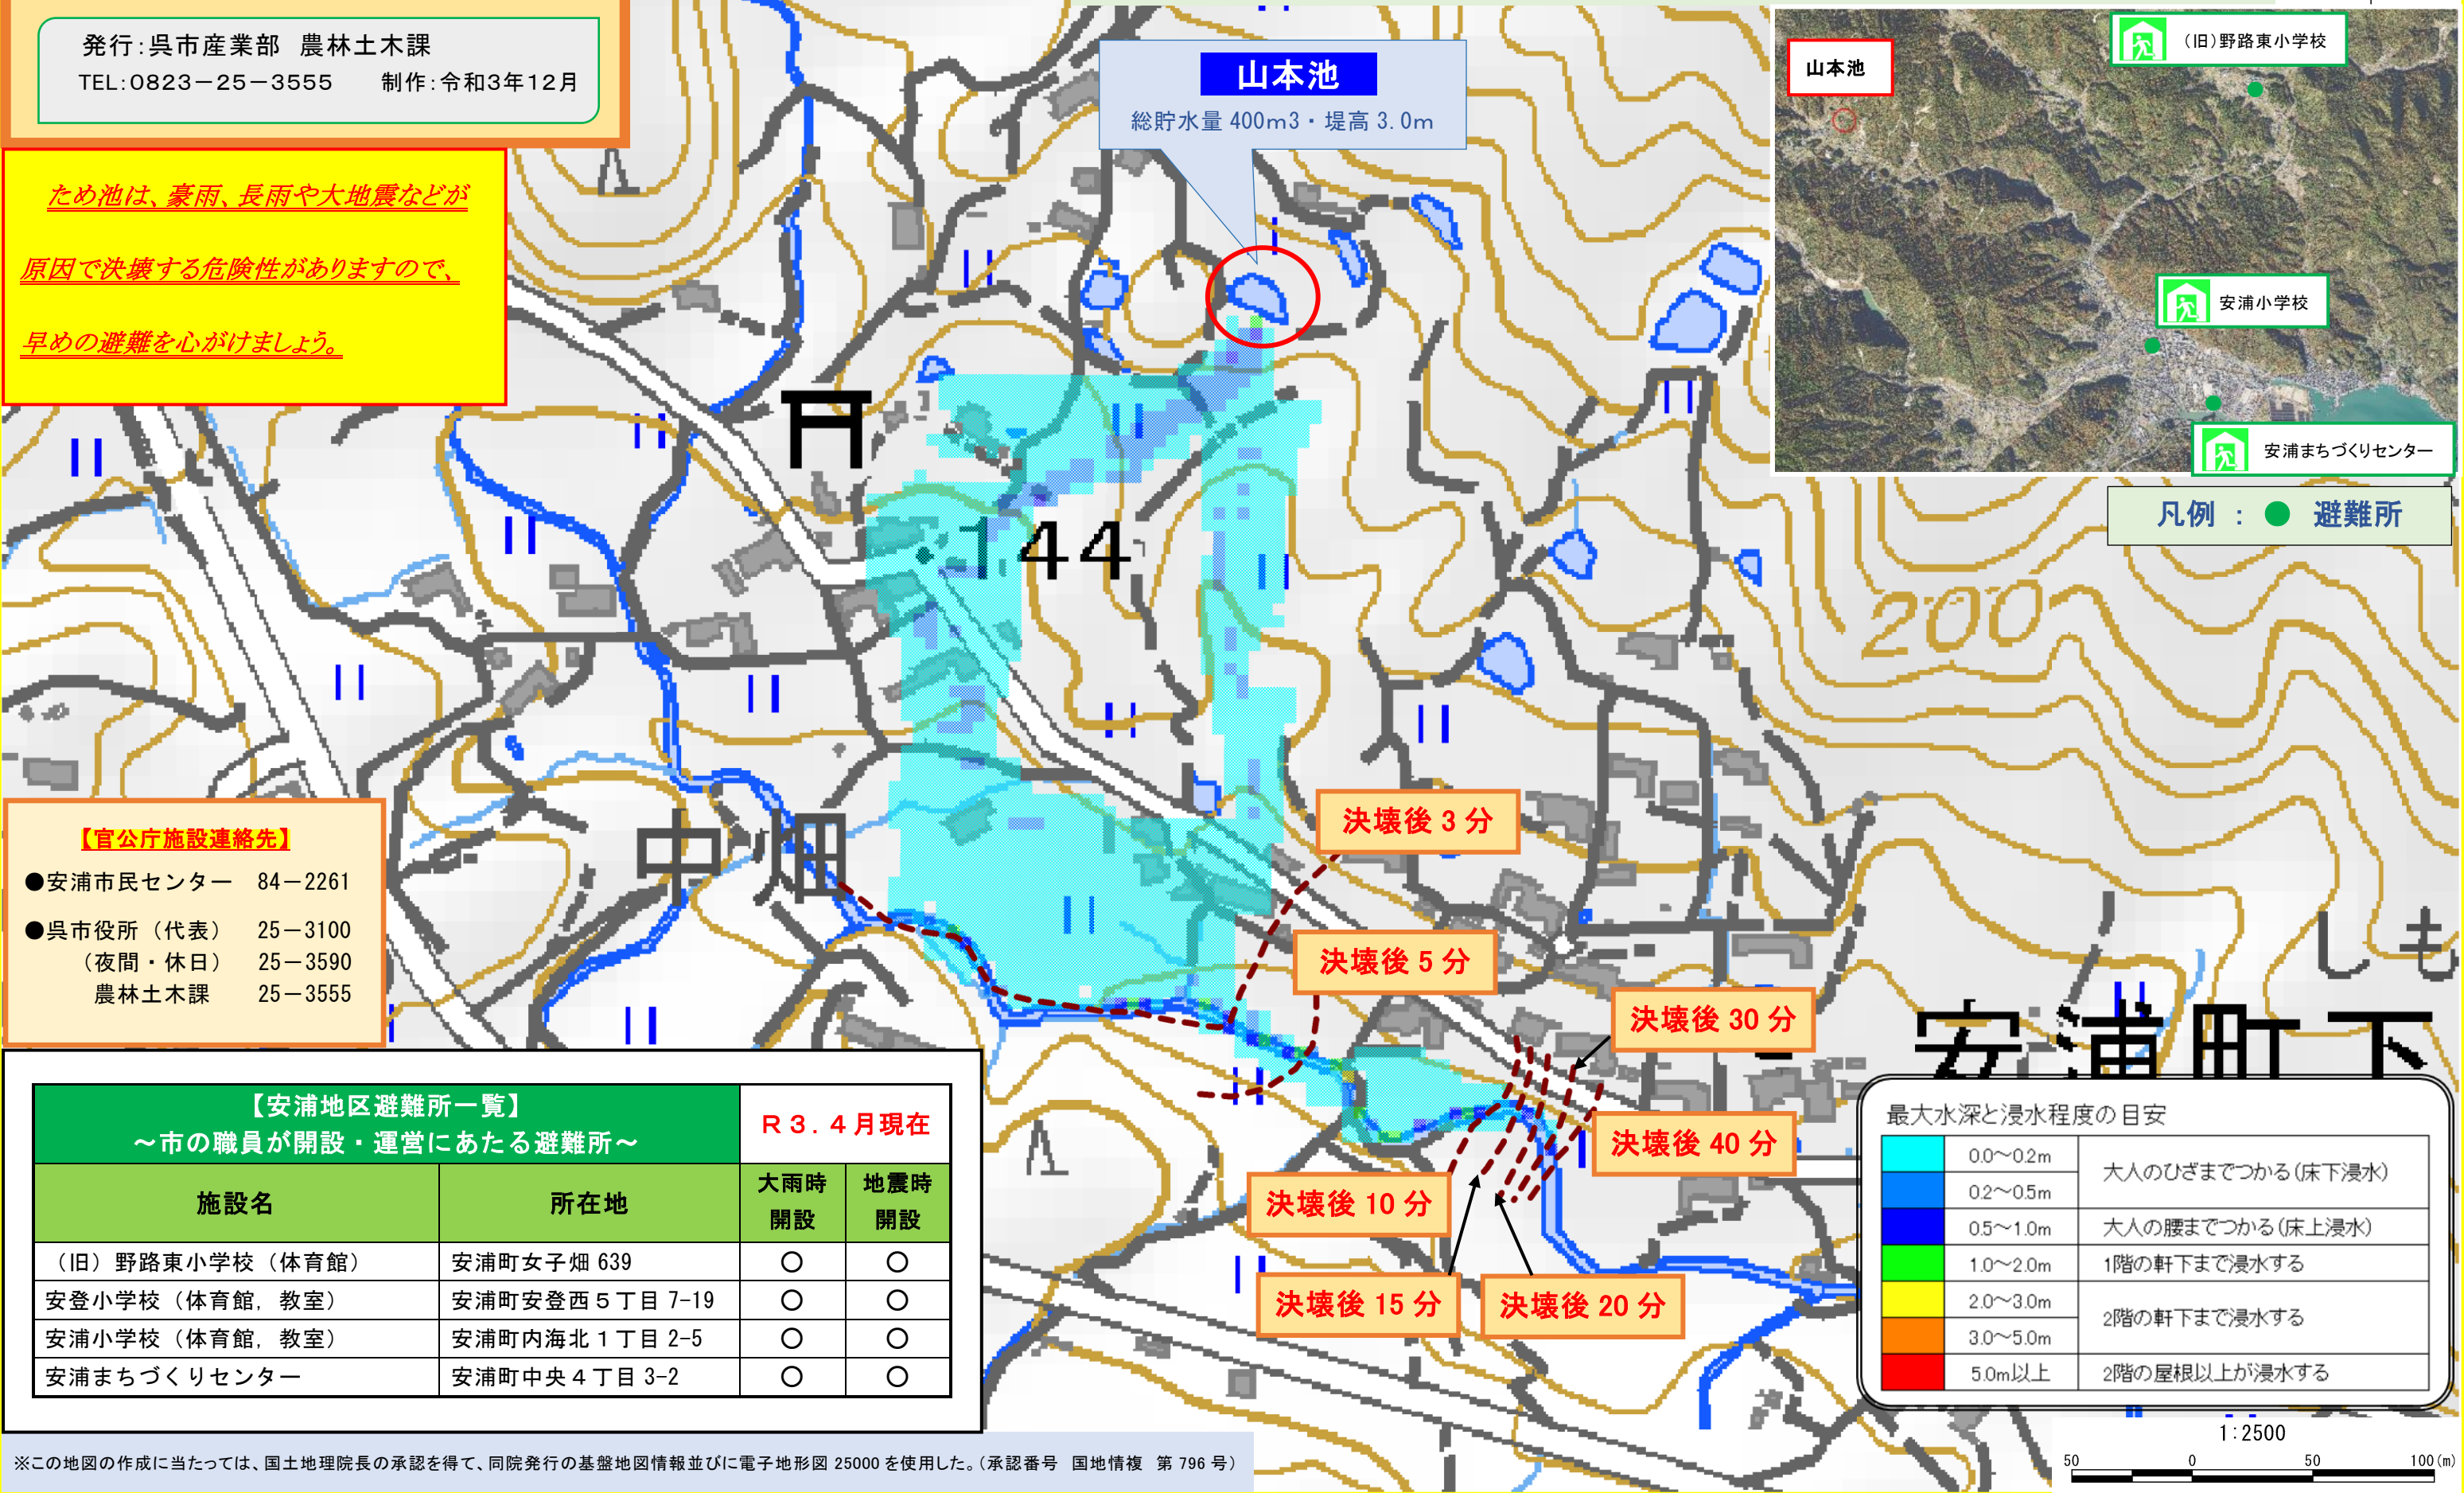 発行：呉市産業部　農林土木課
TEL：0823－25－3555　制作：令和3年12月
ため池は、豪雨、長雨や大地震などが
原因で決壊する危険性がありますので、
早めの避難を心がけましょう。
山本池
総貯水量 400m3・堤高 3.0m
山本池
（旧）野路東小学校
安浦小学校
安浦まちづくりセンター
凡例 ： ● 避難所
144
200
中畑
安浦町下
しも
決壊後 3 分
決壊後 5 分
決壊後 30 分
決壊後 40 分
決壊後 10 分
決壊後 15 分
決壊後 20 分
【官公庁施設連絡先】
●安浦市民センター　84－2261
●呉市役所（代表）　25－3100
（夜間・休日）　25－3590
農林土木課　25－3555
【安浦地区避難所一覧】
～市の職員が開設・運営にあたる避難所～
Ｒ３．４月現在
施設名　所在地　大雨時開設　地震時開設
（旧）野路東小学校（体育館）　安浦町女子畑 639　○　○
安登小学校（体育館，教室）　安浦町安登西５丁目 7-19　○　○
安浦小学校（体育館，教室）　安浦町内海北１丁目 2-5　○　○
安浦まちづくりセンター　安浦町中央４丁目 3-2　○　○
最大水深と浸水程度の目安
0.0～0.2m　大人のひざまでつかる（床下浸水）
0.2～0.5m
0.5～1.0m　大人の腰までつかる（床上浸水）
1.0～2.0m　1階の軒下まで浸水する
2.0～3.0m　2階の軒下まで浸水する
3.0～5.0m
5.0m以上　2階の屋根以上が浸水する
1：2500
50　0　50　100（m）
※この地図の作成に当たっては、国土地理院長の承認を得て、同院発行の基盤地図情報並びに電子地形図 25000 を使用した。（承認番号　国地情複　第 796 号）